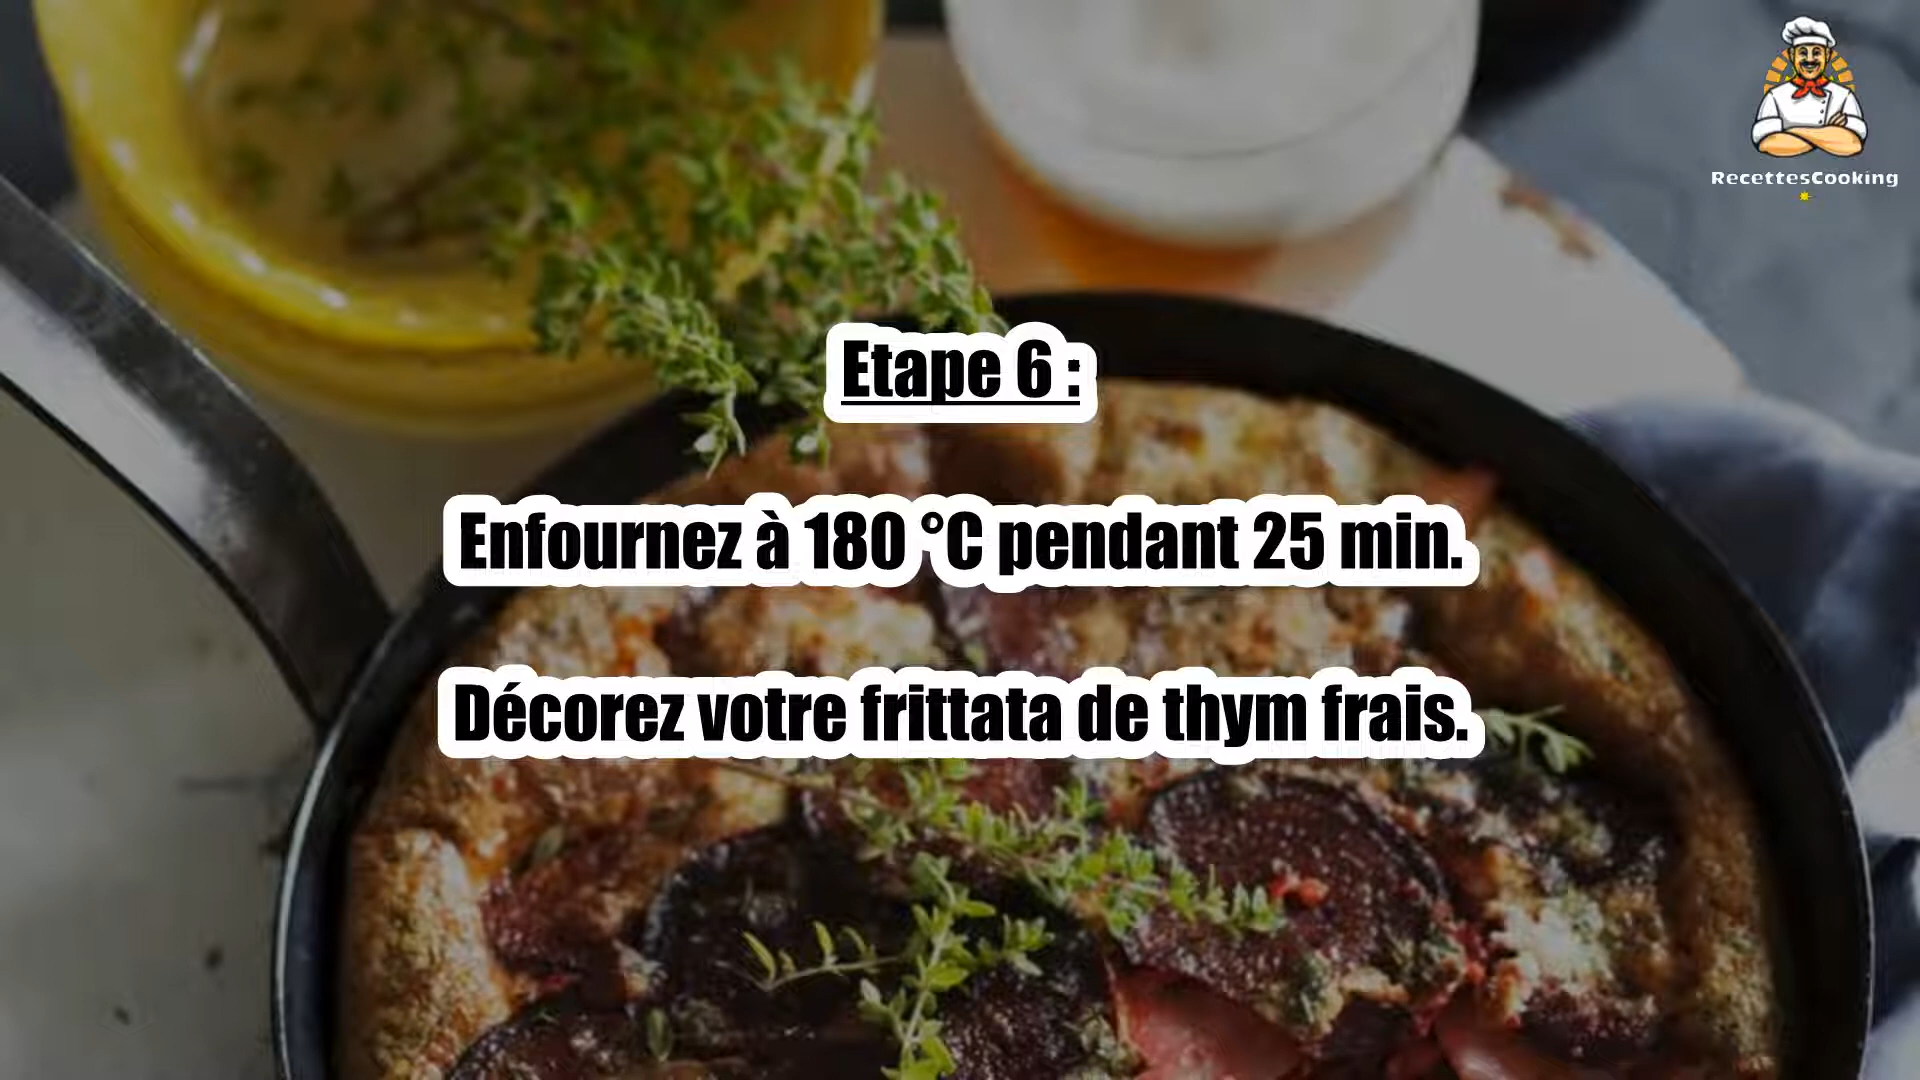 RecettesCooking
Etape 6 :
Enfournez à 180 °C pendant 25 min.
Décorez votre frittata de thym frais.